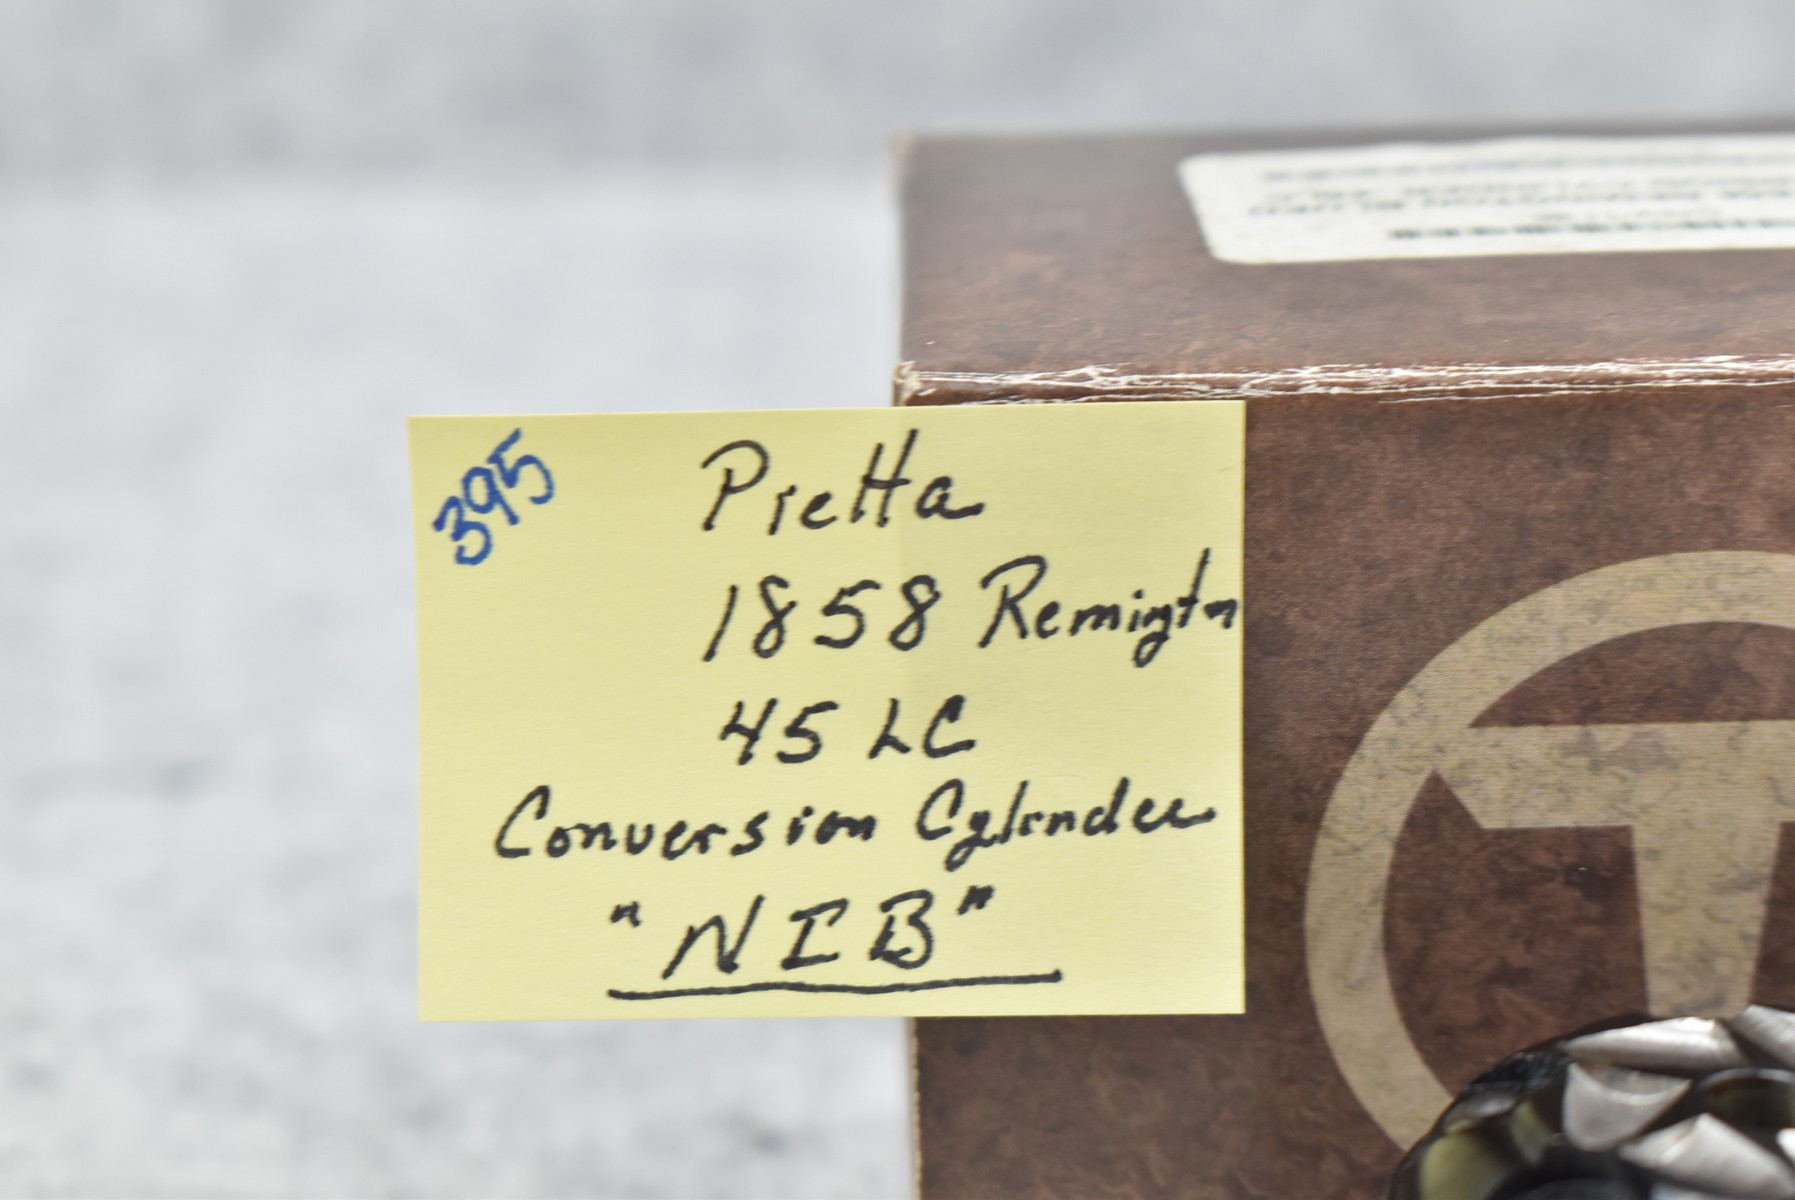 395
Pietta
1858 Remingtn
45 LC
Conversion Cylinder
"NIB"